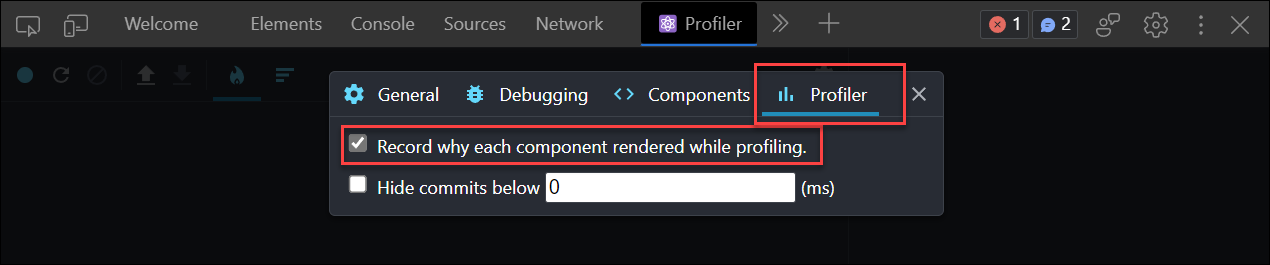 Welcome Elements Console Sources Network Profiler 1 2
General Debugging Components Profiler
Record why each component rendered while profiling.
Hide commits below 0 (ms)